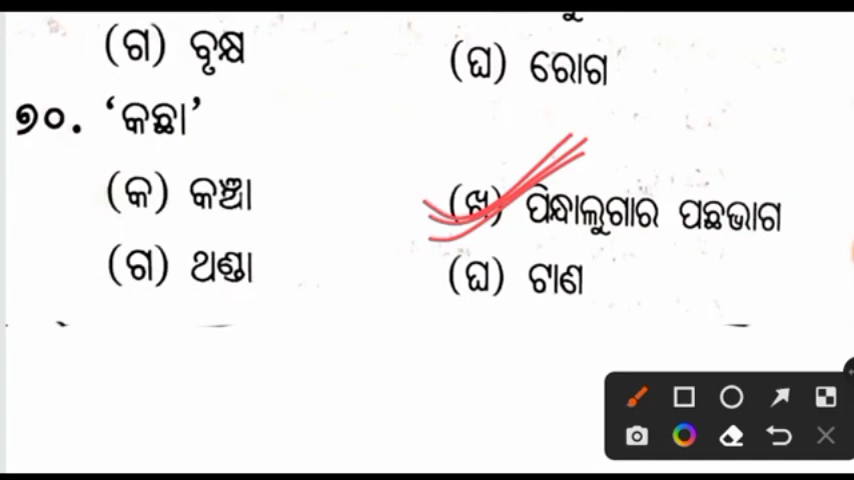 (ଗ) ବୃକ୍ଷ (ଘ) ରୋଗ
୭୦. ‘କଛା’
(କ) କଞ୍ଚା (ଖ) ପିନ୍ଧାଲୁଗାର ପଛଭାଗ
(ଗ) ଥଣ୍ଡା (ଘ) ଟାଣ